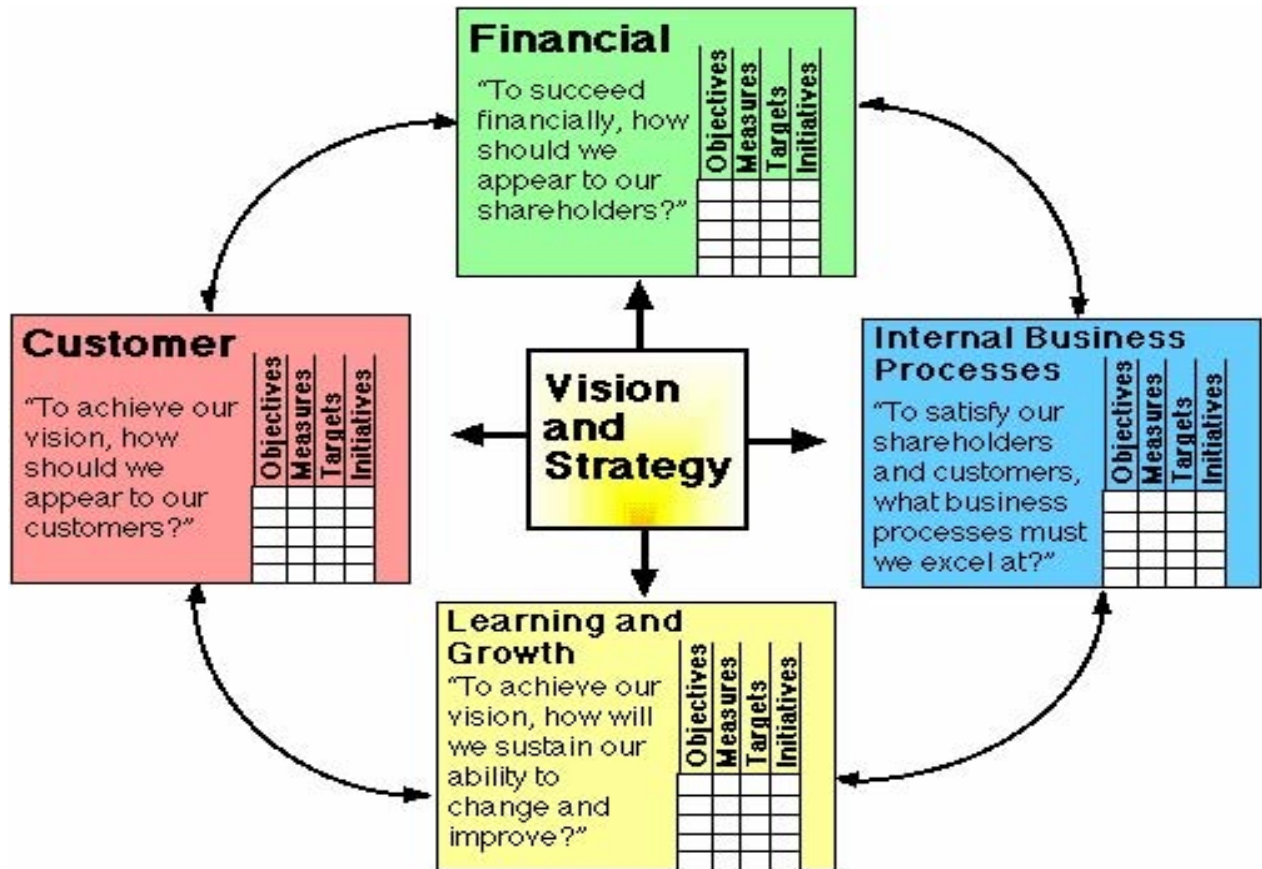 Financial
“To succeed
financially, how
should we
appear to our
shareholders?”
Objectives
Measures
Targets
Initiatives
Customer
“To achieve our
vision, how
should we
appear to our
customers?”
Objectives
Measures
Targets
Initiatives
Vision
and
Strategy
Internal Business
Processes
“To satisfy our
shareholders
and customers,
what business
processes must
we excel at?”
Objectives
Measures
Targets
Initiatives
Learning and
Growth
“To achieve our
vision, how will
we sustain our
ability to
change and
improve?”
Objectives
Measures
Targets
Initiatives